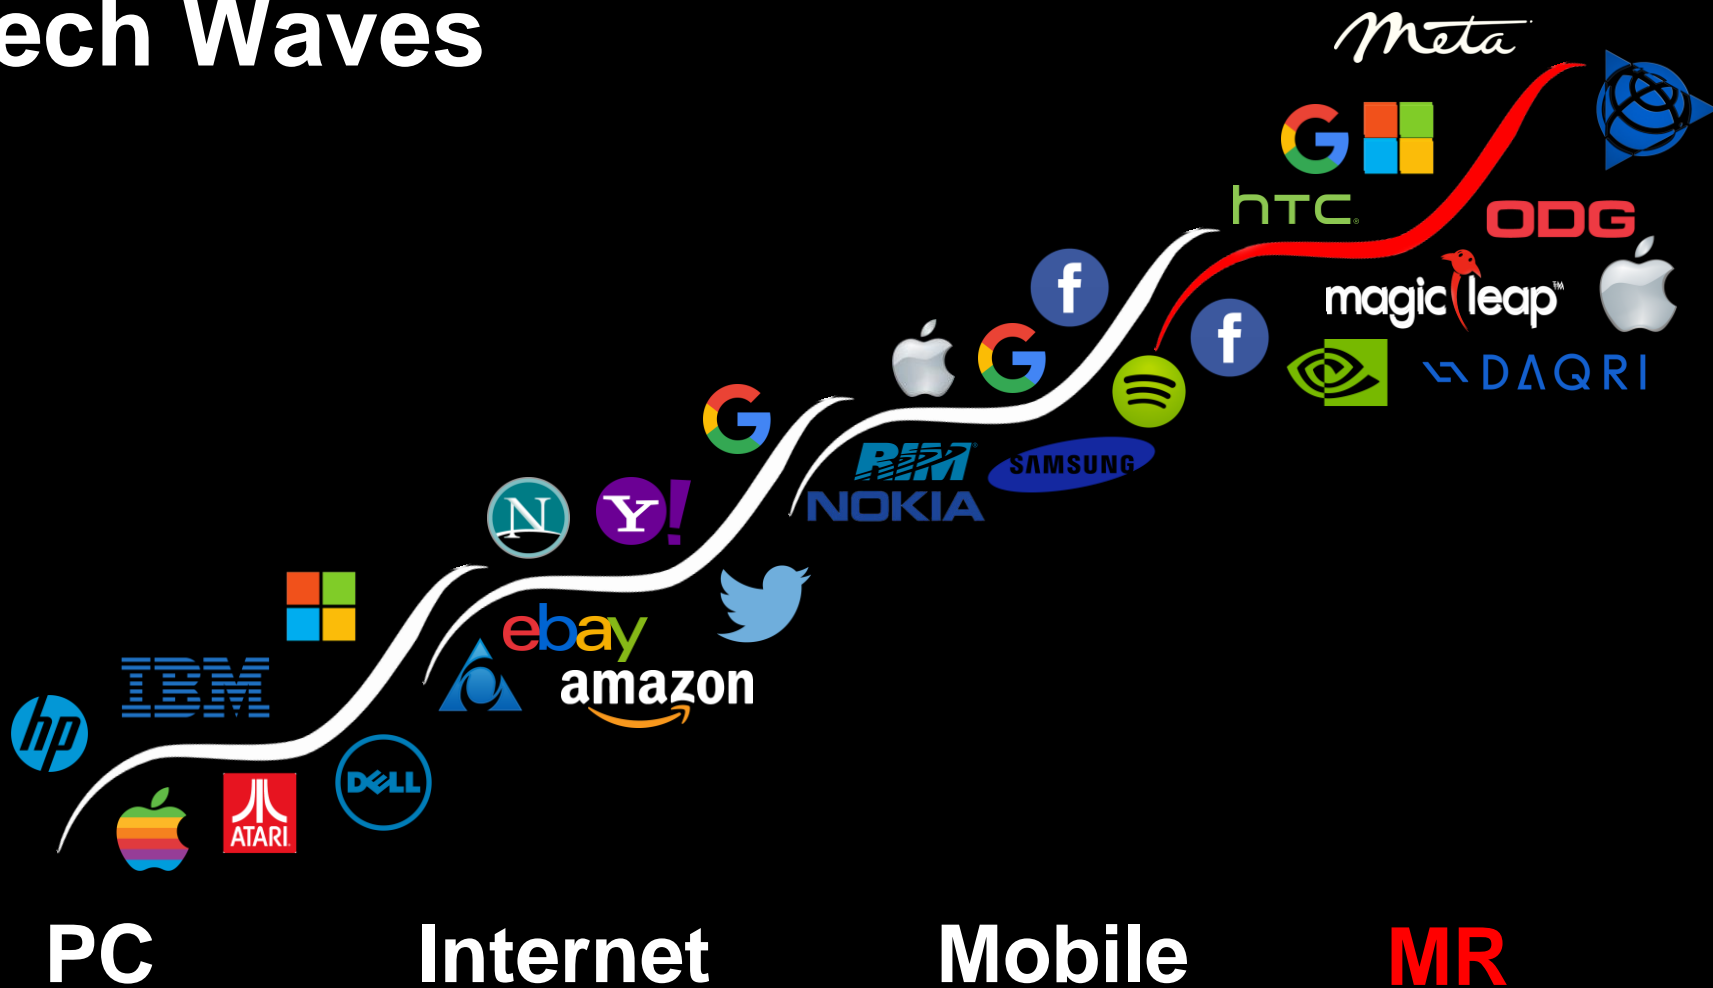 ech Waves
Meta
htc
ODG
magic leap™
DAQRI
f
f
G
G
G
RIM
SAMSUNG
NOKIA
N
Y!
ebay
amazon
IBM
hp
DELL
ATARI
PC Internet Mobile MR